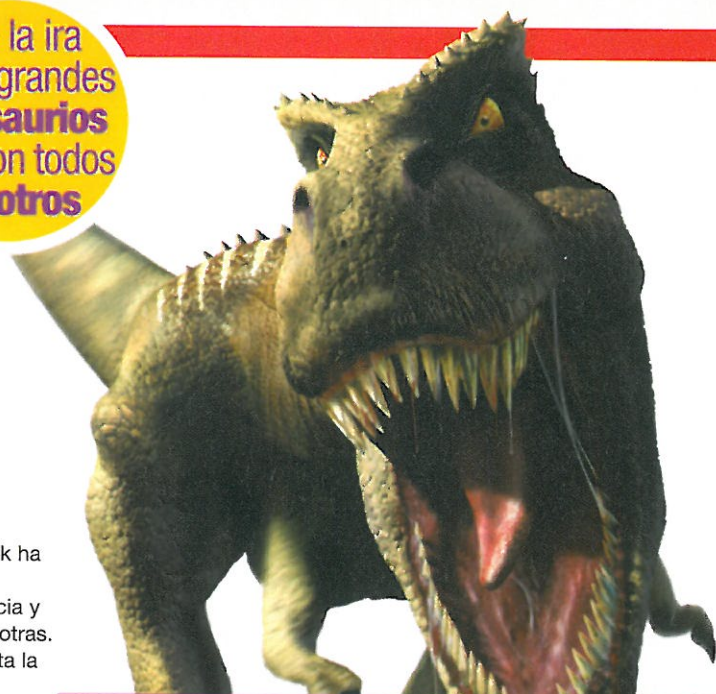 la ira
grandes
saurios
on todos
otros
k ha
cia y
otras.
ta la